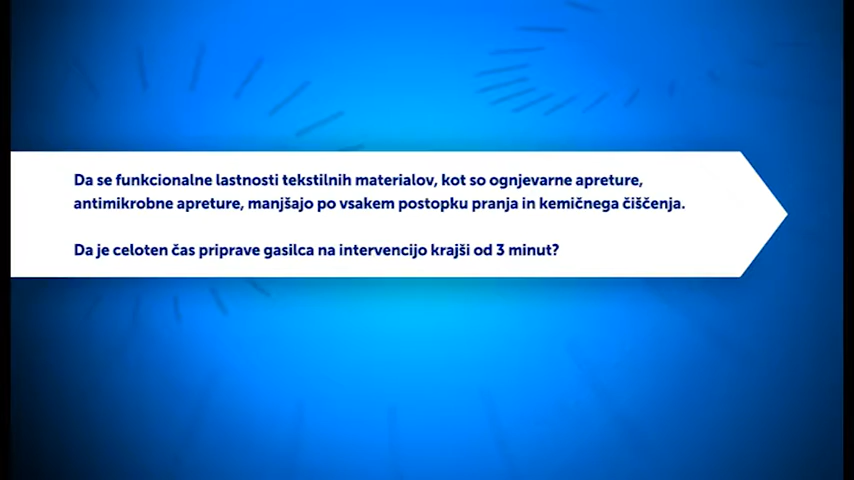 Da se funkcionalne lastnosti tekstilnih materialov, kot so ognjevarne apreture,
antimikrobne apreture, manjšajo po vsakem postopku pranja in kemičnega čiščenja.
Da je celoten čas priprave gasilca na intervencijo krajši od 3 minut?